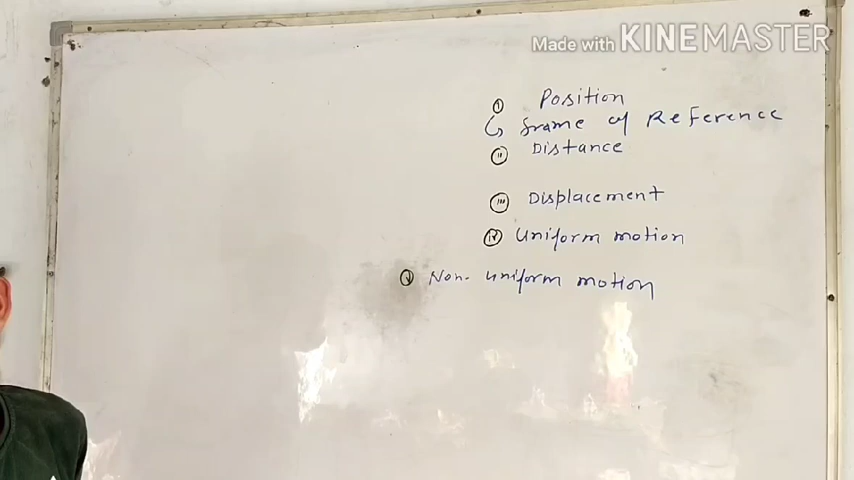 Made with KINEMASTER
(i) Position
↳ frame of Reference
(ii) Distance
(iii) Displacement
(iv) Uniform motion
(v) Non-uniform motion